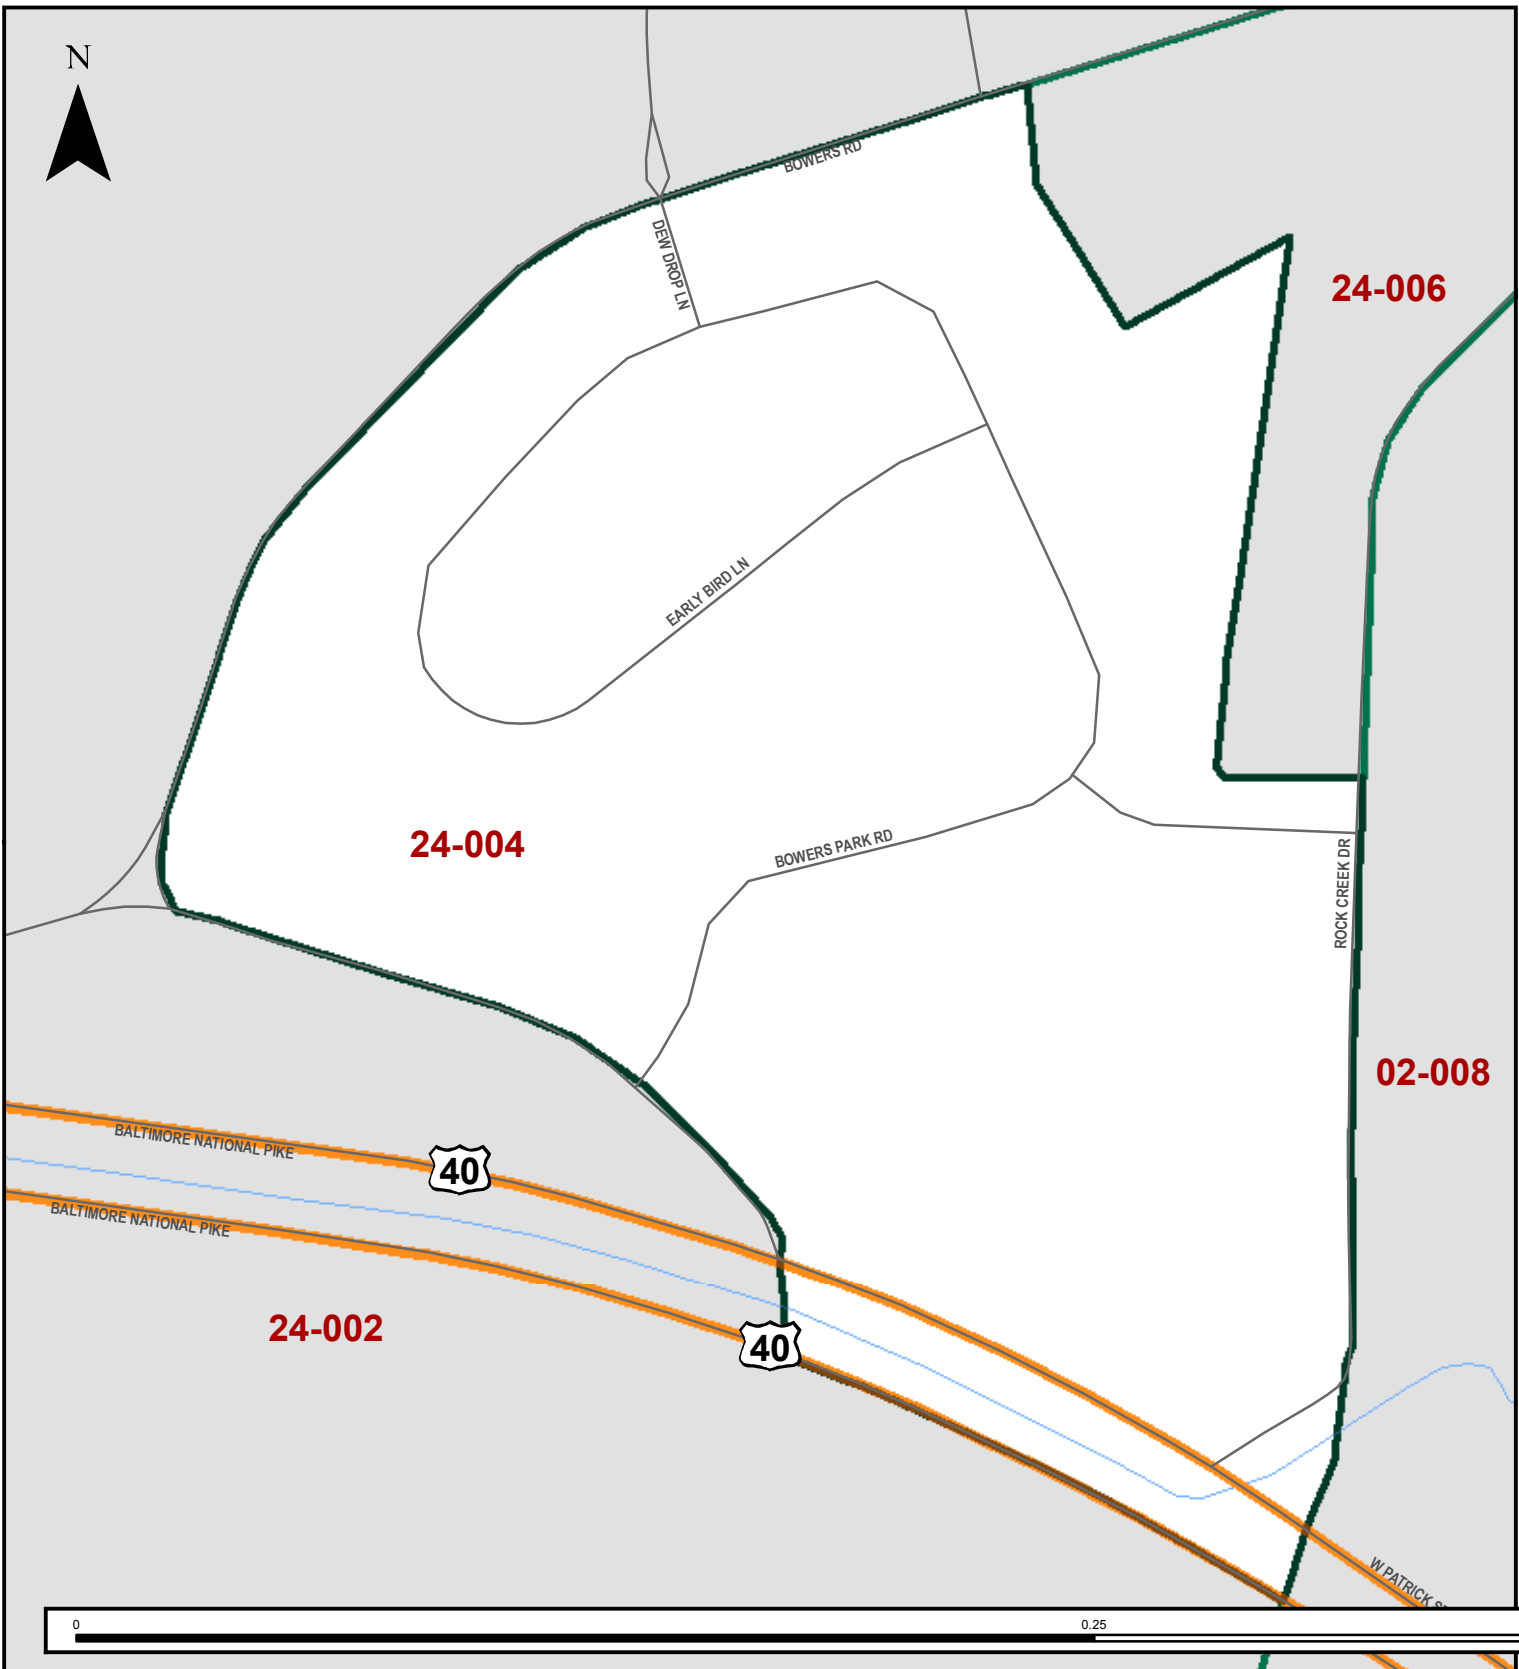 N
BOWERS RD
DEW DROP LN
24-006
EARLY BIRD LN
24-004
BOWERS PARK RD
ROCK CREEK DR
02-008
BALTIMORE NATIONAL PIKE
40
BALTIMORE NATIONAL PIKE
24-002
40
W PATRICK
0
0.25